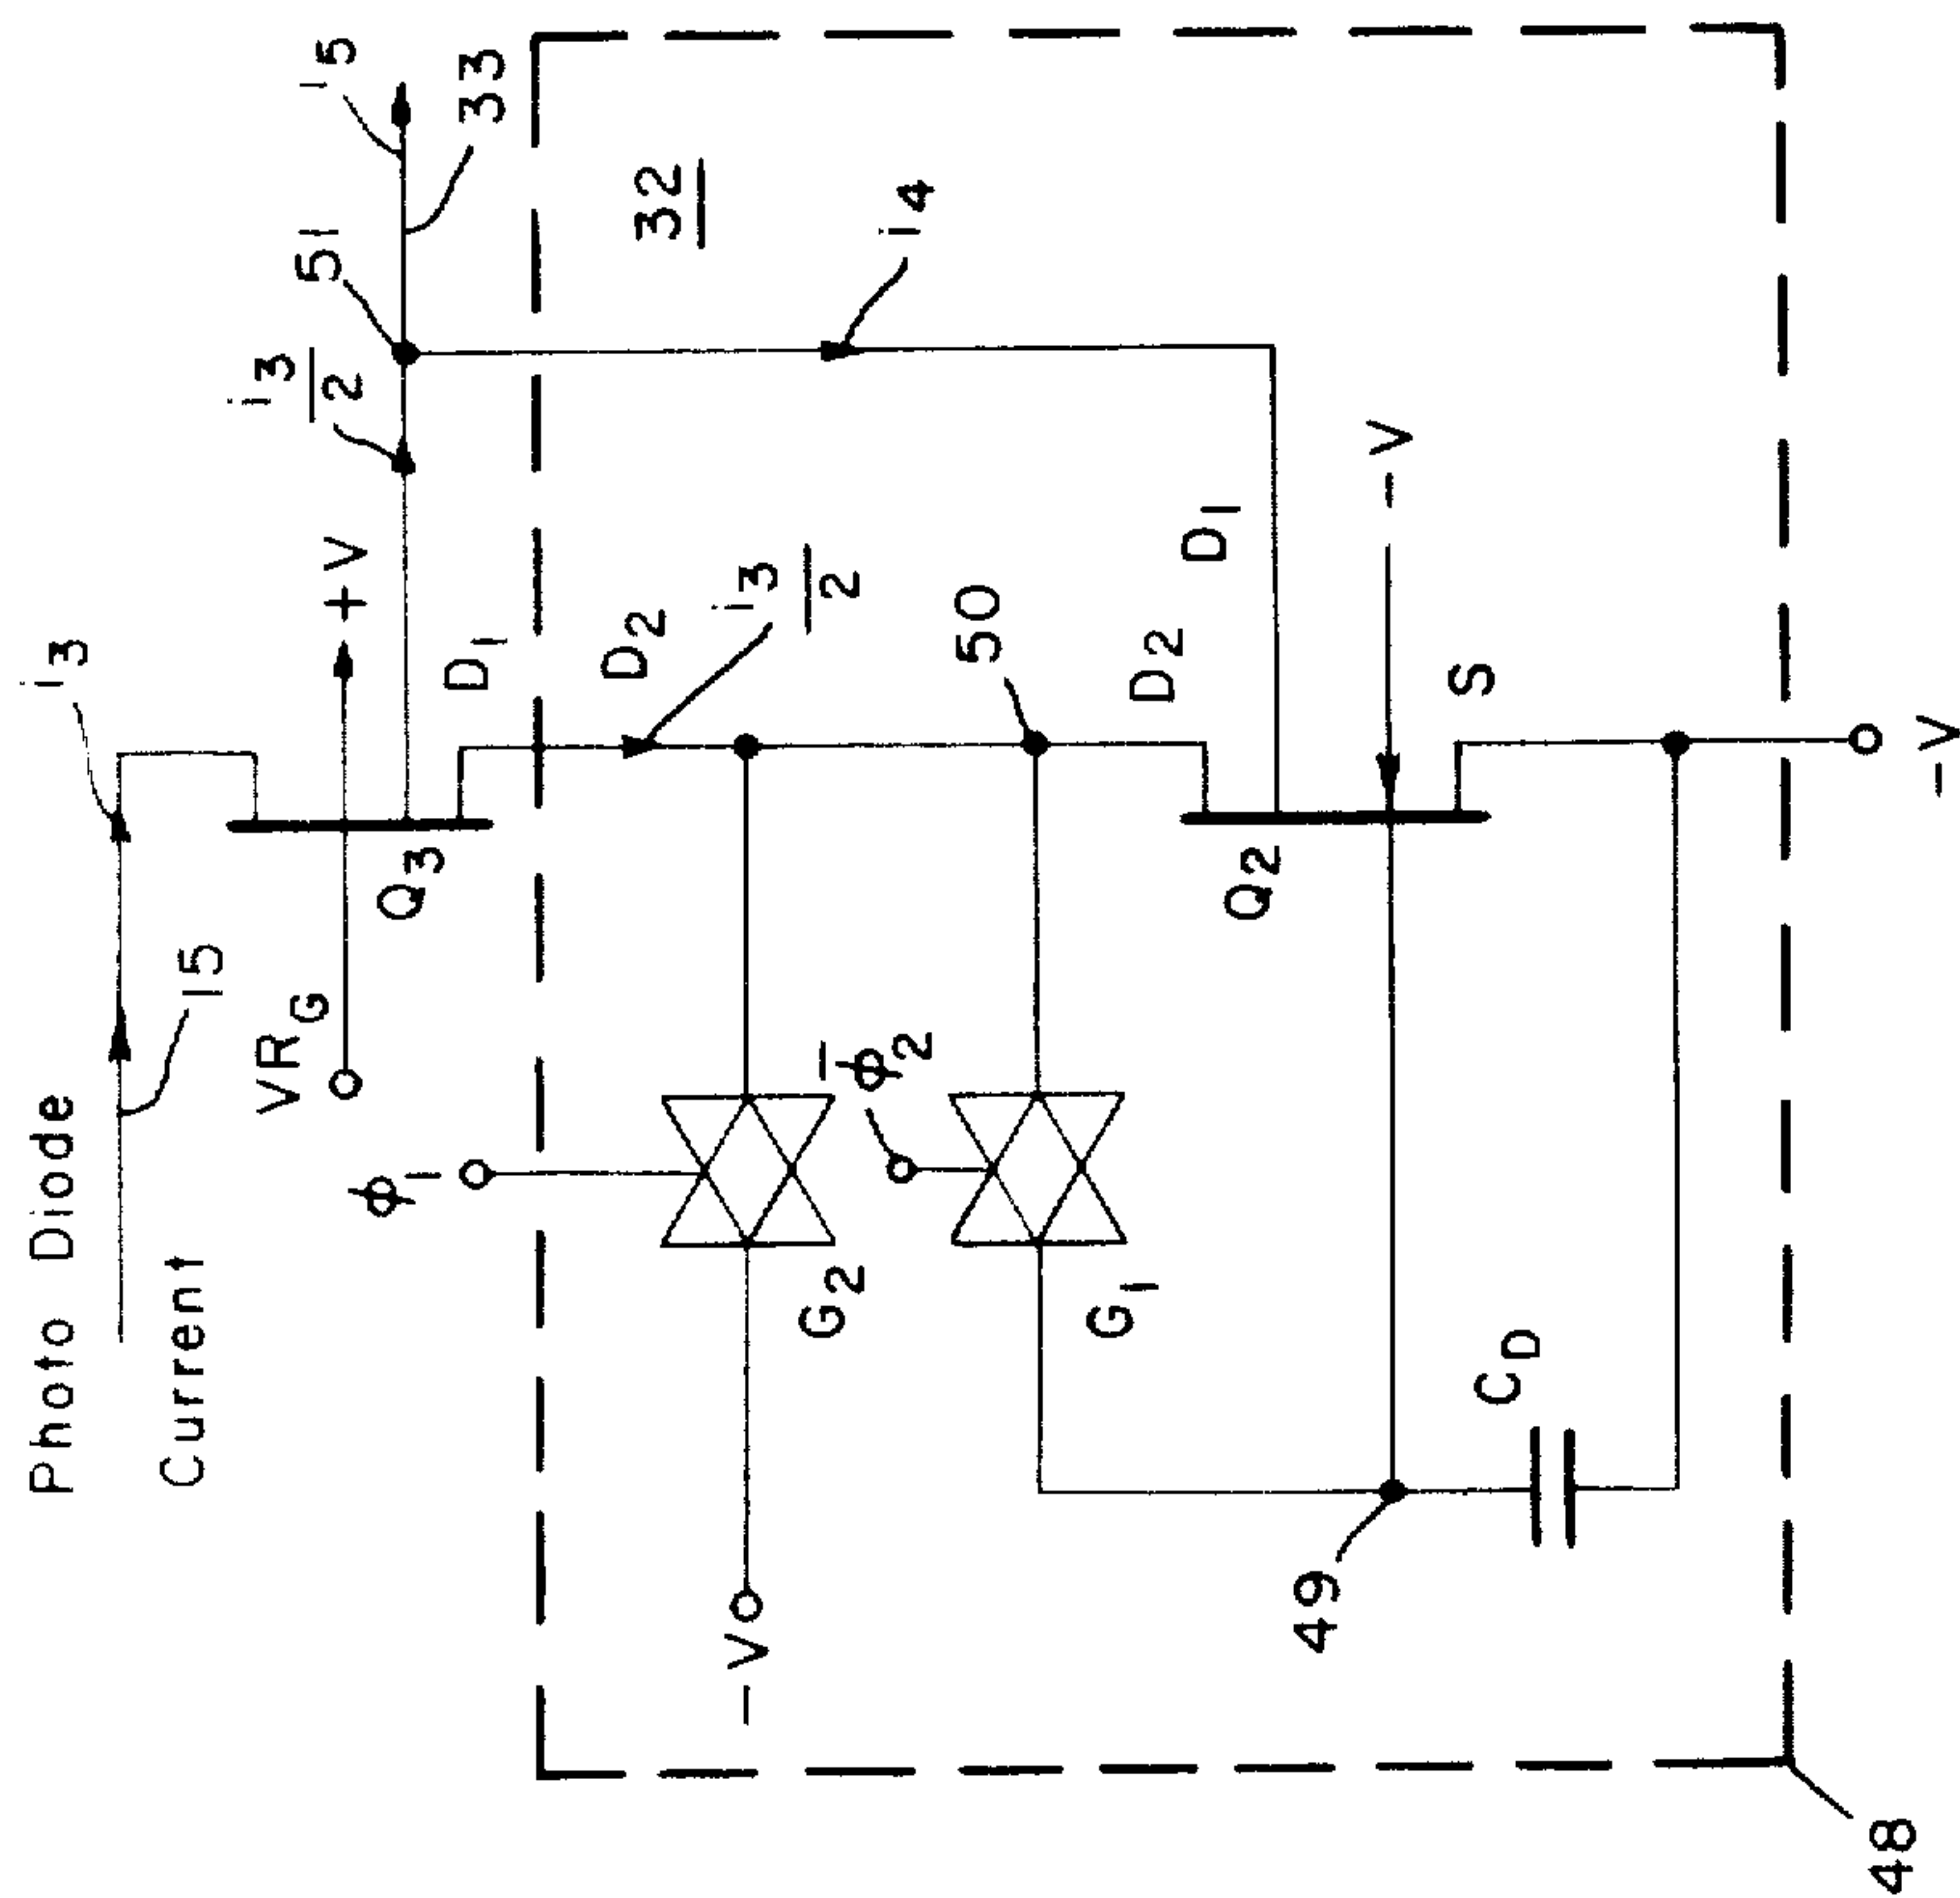 Photo Diode
i3
Current
15
i3
2
VRG
51
i5
+V
ϕ1
Q3
D1
33
D2
32
-V
i3
2
G2
ϕ̅2
i4
50
G1
D2
D1
Q2
49
-V
S
CD
48
-V